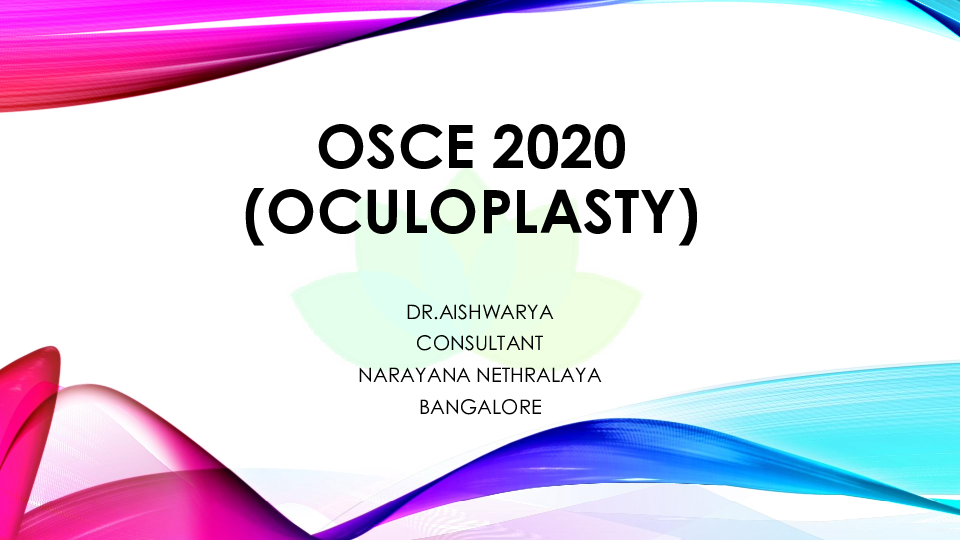 OSCE 2020
(OCULOPLASTY)
DR.AISHWARYA
CONSULTANT
NARAYANA NETHRALAYA
BANGALORE